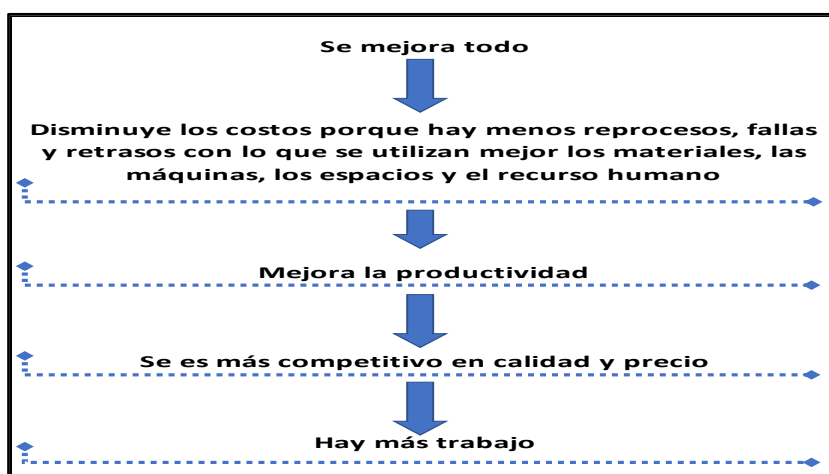 Se mejora todo
Disminuye los costos porque hay menos reprocesos, fallas
y retrasos con lo que se utilizan mejor los materiales, las
máquinas, los espacios y el recurso humano
Mejora la productividad
Se es más competitivo en calidad y precio
Hay más trabajo